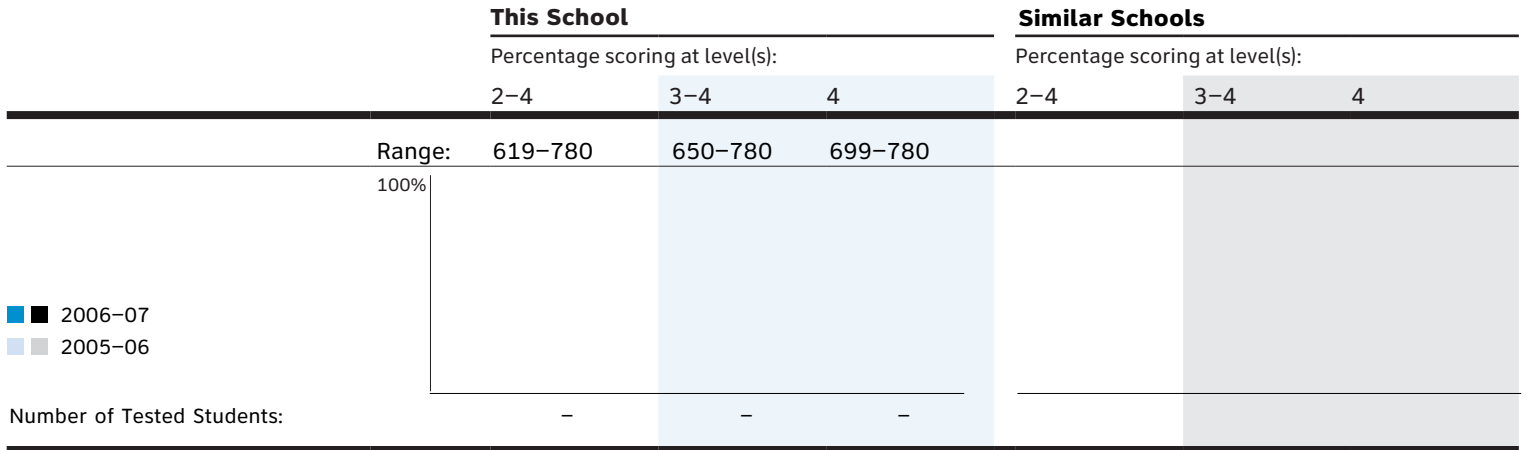 This School Similar Schools
Percentage scoring at level(s): Percentage scoring at level(s):
2–4 3–4 4 2–4 3–4 4
Range: 619–780 650–780 699–780
100%
2006–07
2005–06
Number of Tested Students: – – –